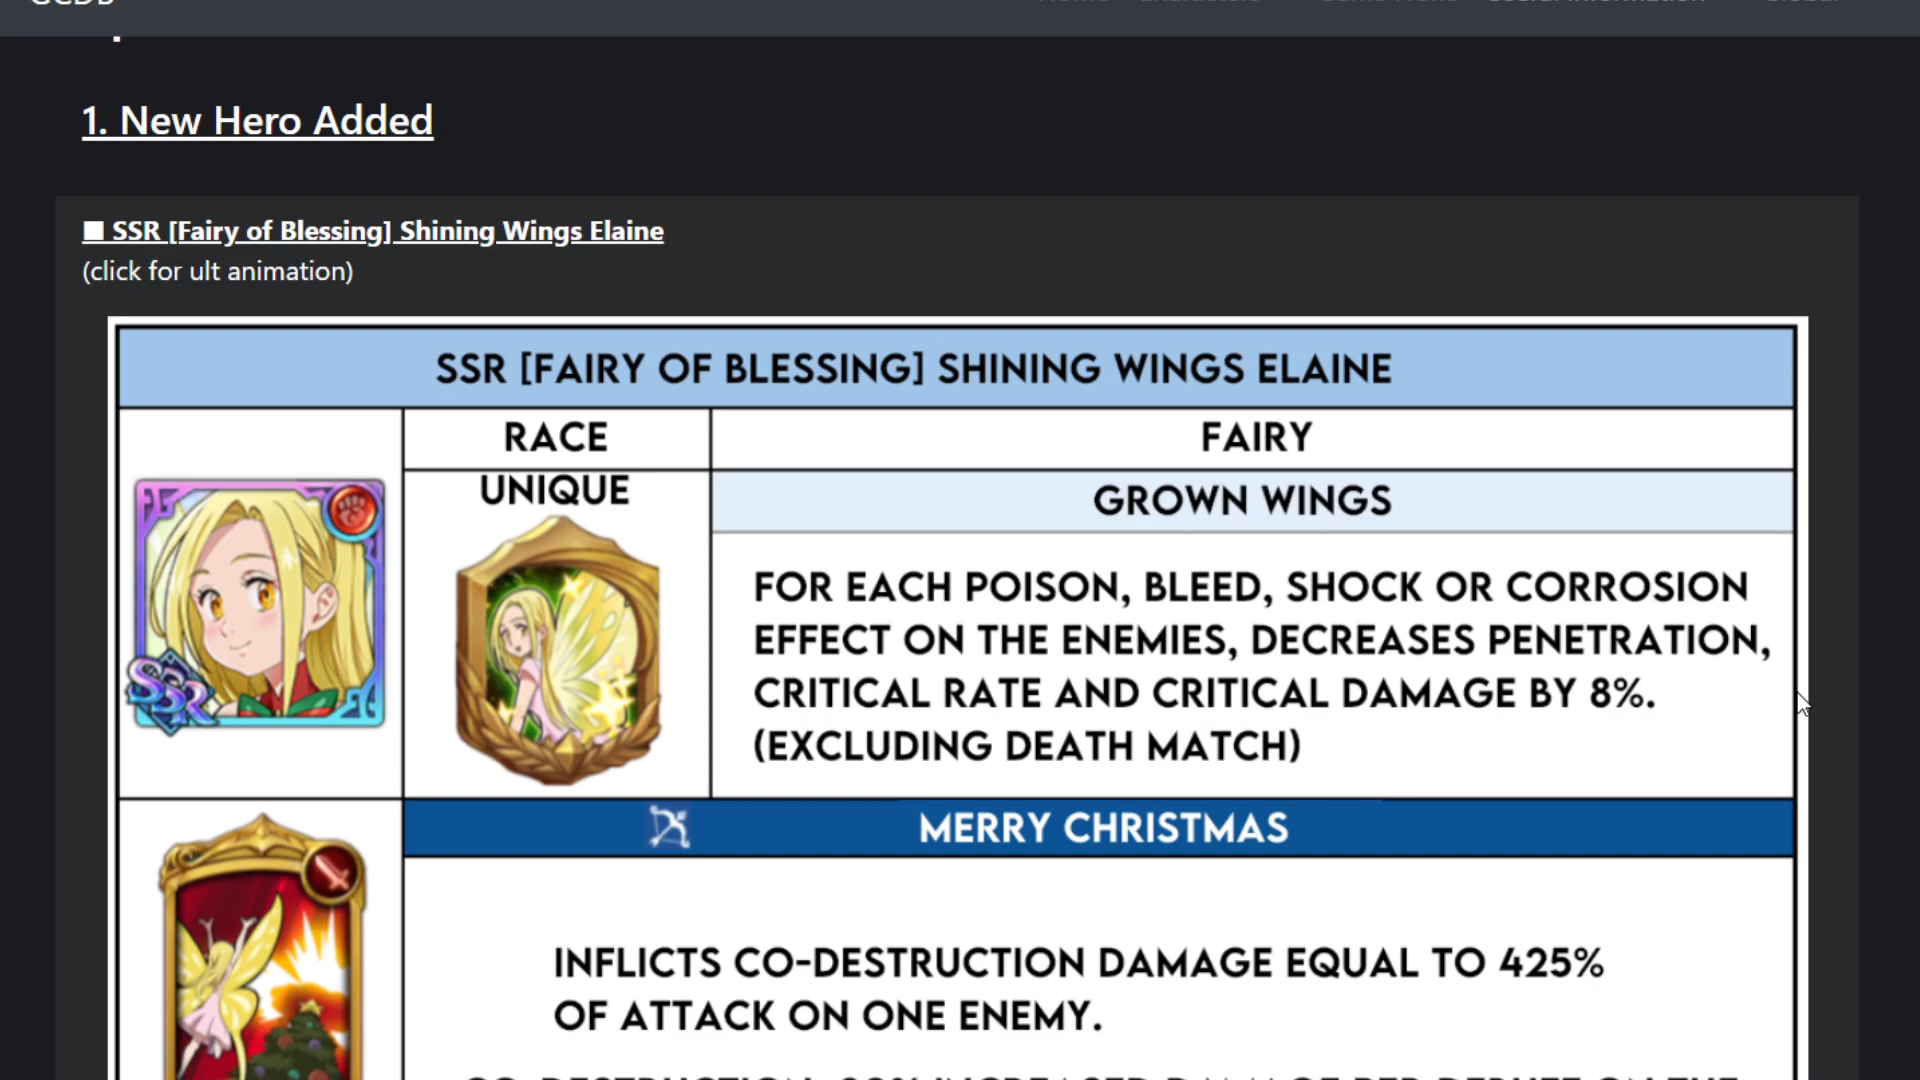 1. New Hero Added
■ SSR [Fairy of Blessing] Shining Wings Elaine
(click for ult animation)
SSR [FAIRY OF BLESSING] SHINING WINGS ELAINE
RACE
FAIRY
UNIQUE
GROWN WINGS
FOR EACH POISON, BLEED, SHOCK OR CORROSION
EFFECT ON THE ENEMIES, DECREASES PENETRATION,
CRITICAL RATE AND CRITICAL DAMAGE BY 8%.
(EXCLUDING DEATH MATCH)
SSR
MERRY CHRISTMAS
INFLICTS CO-DESTRUCTION DAMAGE EQUAL TO 425%
OF ATTACK ON ONE ENEMY.